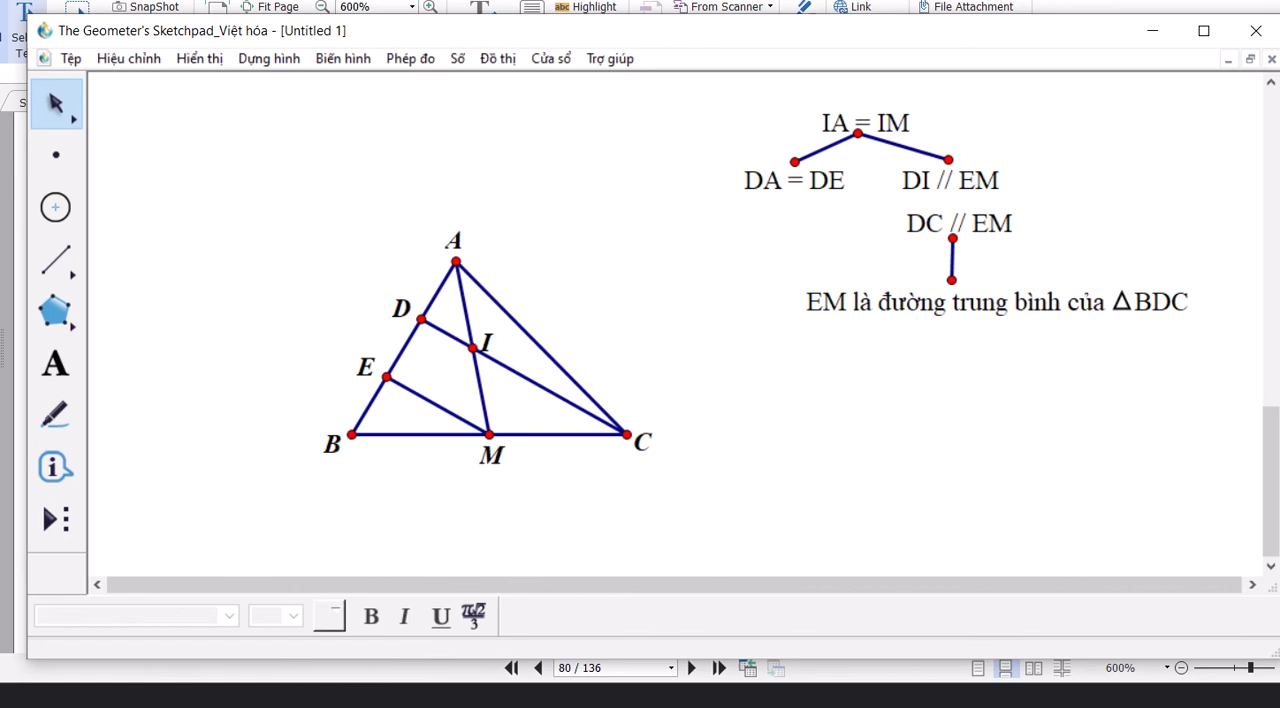 SnapShot Fit Page 600% Highlight From Scanner Link File Attachment
The Geometer's Sketchpad_Việt hóa - [Untitled 1]
Tệp Hiệu chỉnh Hiển thị Dựng hình Biến hình Phép đo Số Đồ thị Cửa sổ Trợ giúp
IA = IM
DA = DE DI // EM
DC // EM
EM là đường trung bình của ΔBDC
A
D
I
E
B
M
C
A
B I U
80 / 136 600%